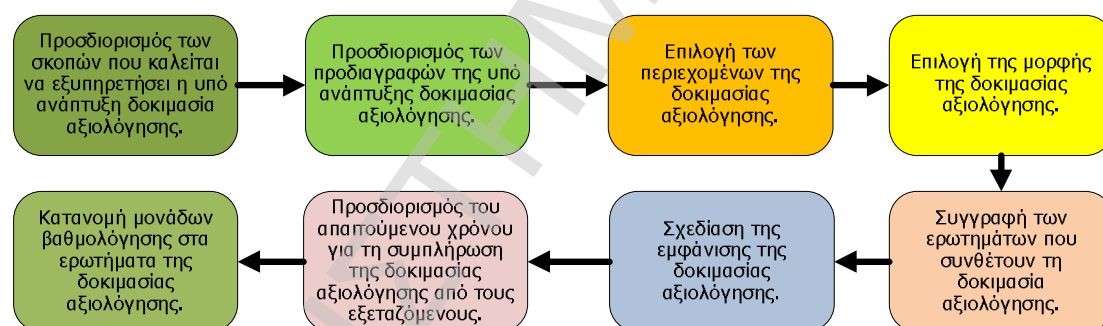 Προσδιορισμός των
σκοπών που καλείται
να εξυπηρετήσει η υπό
ανάπτυξη δοκιμασία
αξιολόγησης.
Προσδιορισμός των
προδιαγραφών της υπό
ανάπτυξης δοκιμασίας
αξιολόγησης.
Επιλογή των
περιεχομένων της
δοκιμασίας
αξιολόγησης.
Επιλογή της μορφής
της δοκιμασίας
αξιολόγησης.
Συγγραφή των
ερωτημάτων που
συνθέτουν τη
δοκιμασία
αξιολόγησης.
Σχεδίαση της
εμφάνισης της
δοκιμασίας
αξιολόγησης.
Προσδιορισμός του
απαιτούμενου χρόνου
για τη συμπλήρωση
της δοκιμασίας
αξιολόγησης από τους
εξεταζόμενους.
Κατανομή μονάδων
βαθμολόγησης στα
ερωτήματα της
δοκιμασίας
αξιολόγησης.